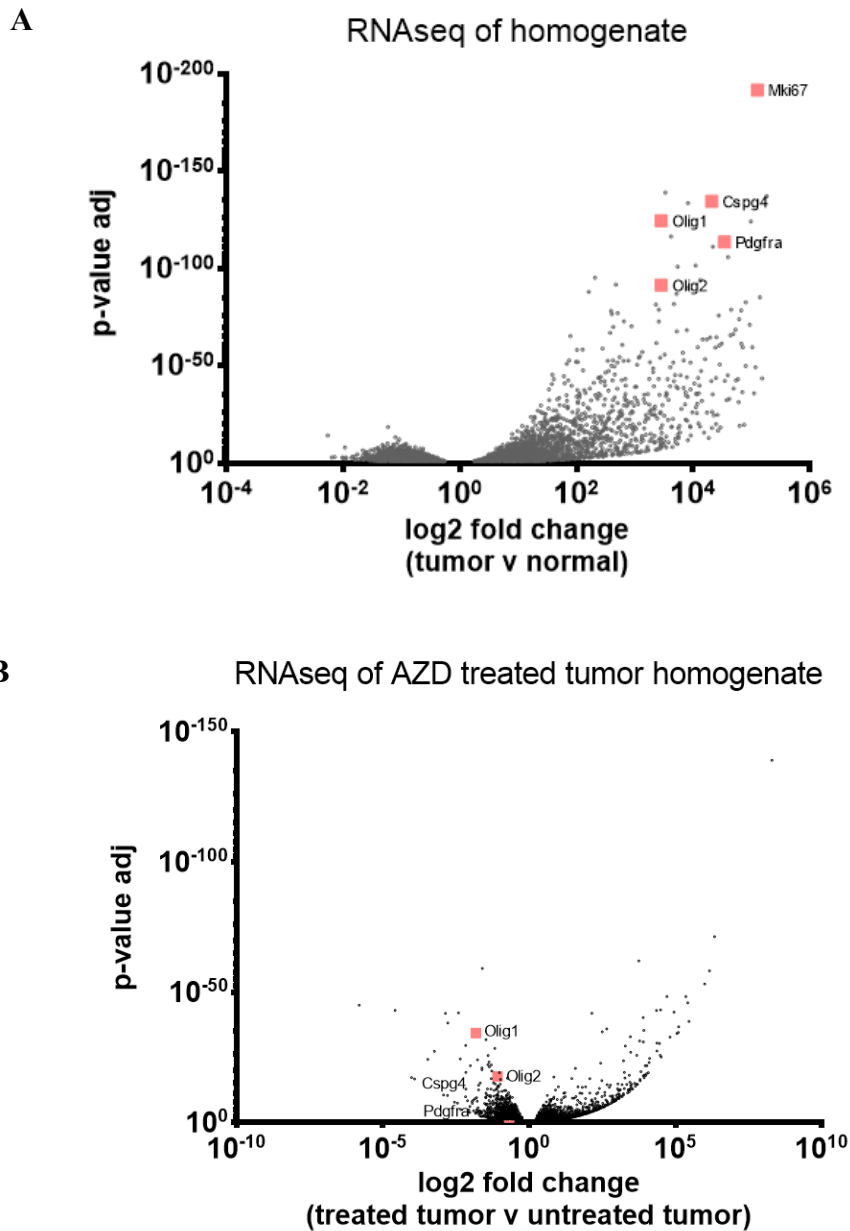 A
RNAseq of homogenate
10-200
10-150
10-100
10-50
100
p-value adj
Mki67
Cspg4
Olig1
Pdgfra
Olig2
10-4 10-2 100 102 104 106
log2 fold change
(tumor v normal)
B
RNAseq of AZD treated tumor homogenate
10-150
10-100
10-50
100
p-value adj
Olig1
Olig2
Cspg4
Pdgfra
10-10 10-5 100 105 1010
log2 fold change
(treated tumor v untreated tumor)